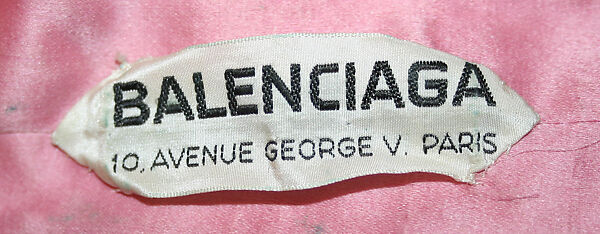 BALENCIAGA
10, AVENUE GEORGE V. PARIS